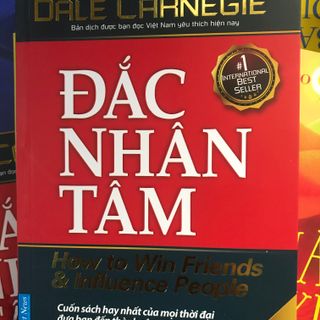 DALE CARNEGIE
Bản dịch được bạn đọc Việt Nam yêu thích hiện nay
#1
INTERNATIONAL
BEST
SELLER
ĐẮC
NHÂN
TÂM
How to Win Friends
& Influence People
Cuốn sách hay nhất của mọi thời đại